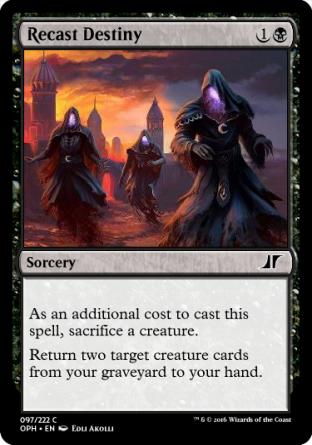 Recast Destiny 1
Sorcery
As an additional cost to cast this
spell, sacrifice a creature.
Return two target creature cards
from your graveyard to your hand.
097/222 C
OPH • EN Edli Akolli
™ & © 2016 Wizards of the Coast